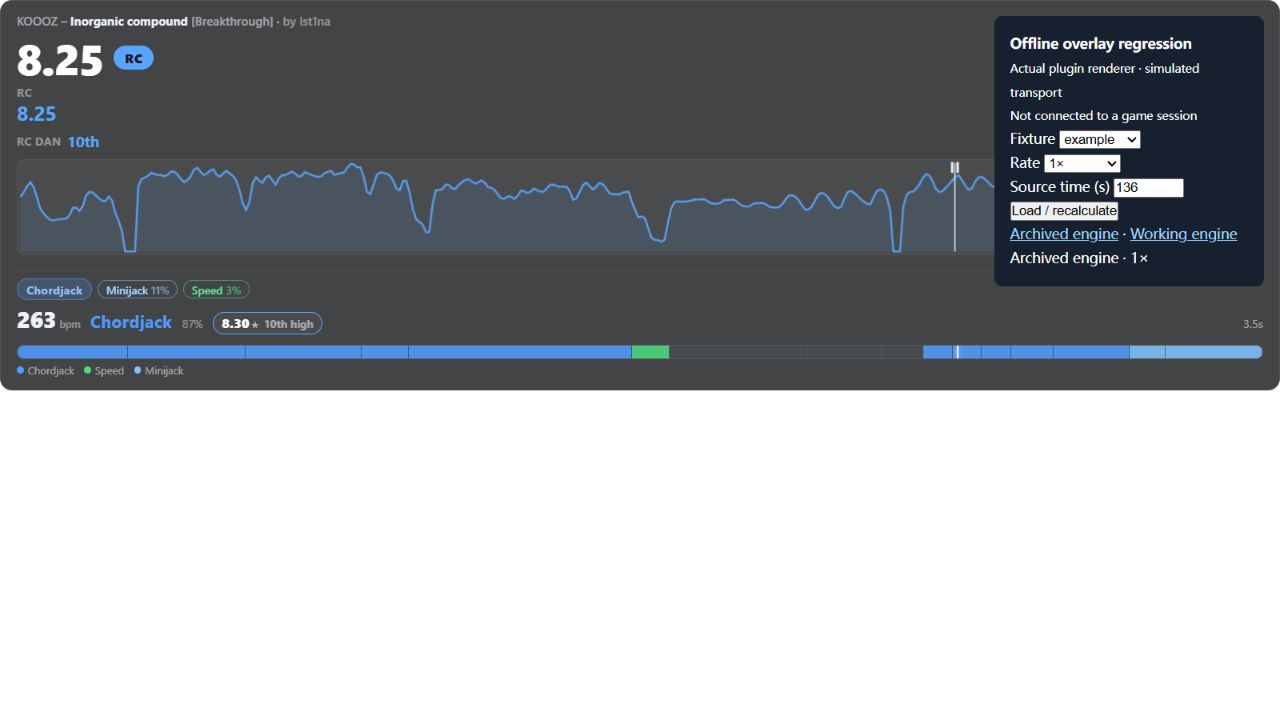 KOOOZ – Inorganic compound [Breakthrough] · by lst1na
8.25 RC
RC
8.25
RC DAN 10th
Chordjack Minijack 11% Speed 3%
263 bpm Chordjack 87% 8.30★ 10th high 3.5s
Chordjack Speed Minijack
Offline overlay regression
Actual plugin renderer · simulated
transport
Not connected to a game session
Fixture example
Rate 1×
Source time (s) 136
Load / recalculate
Archived engine · Working engine
Archived engine · 1×